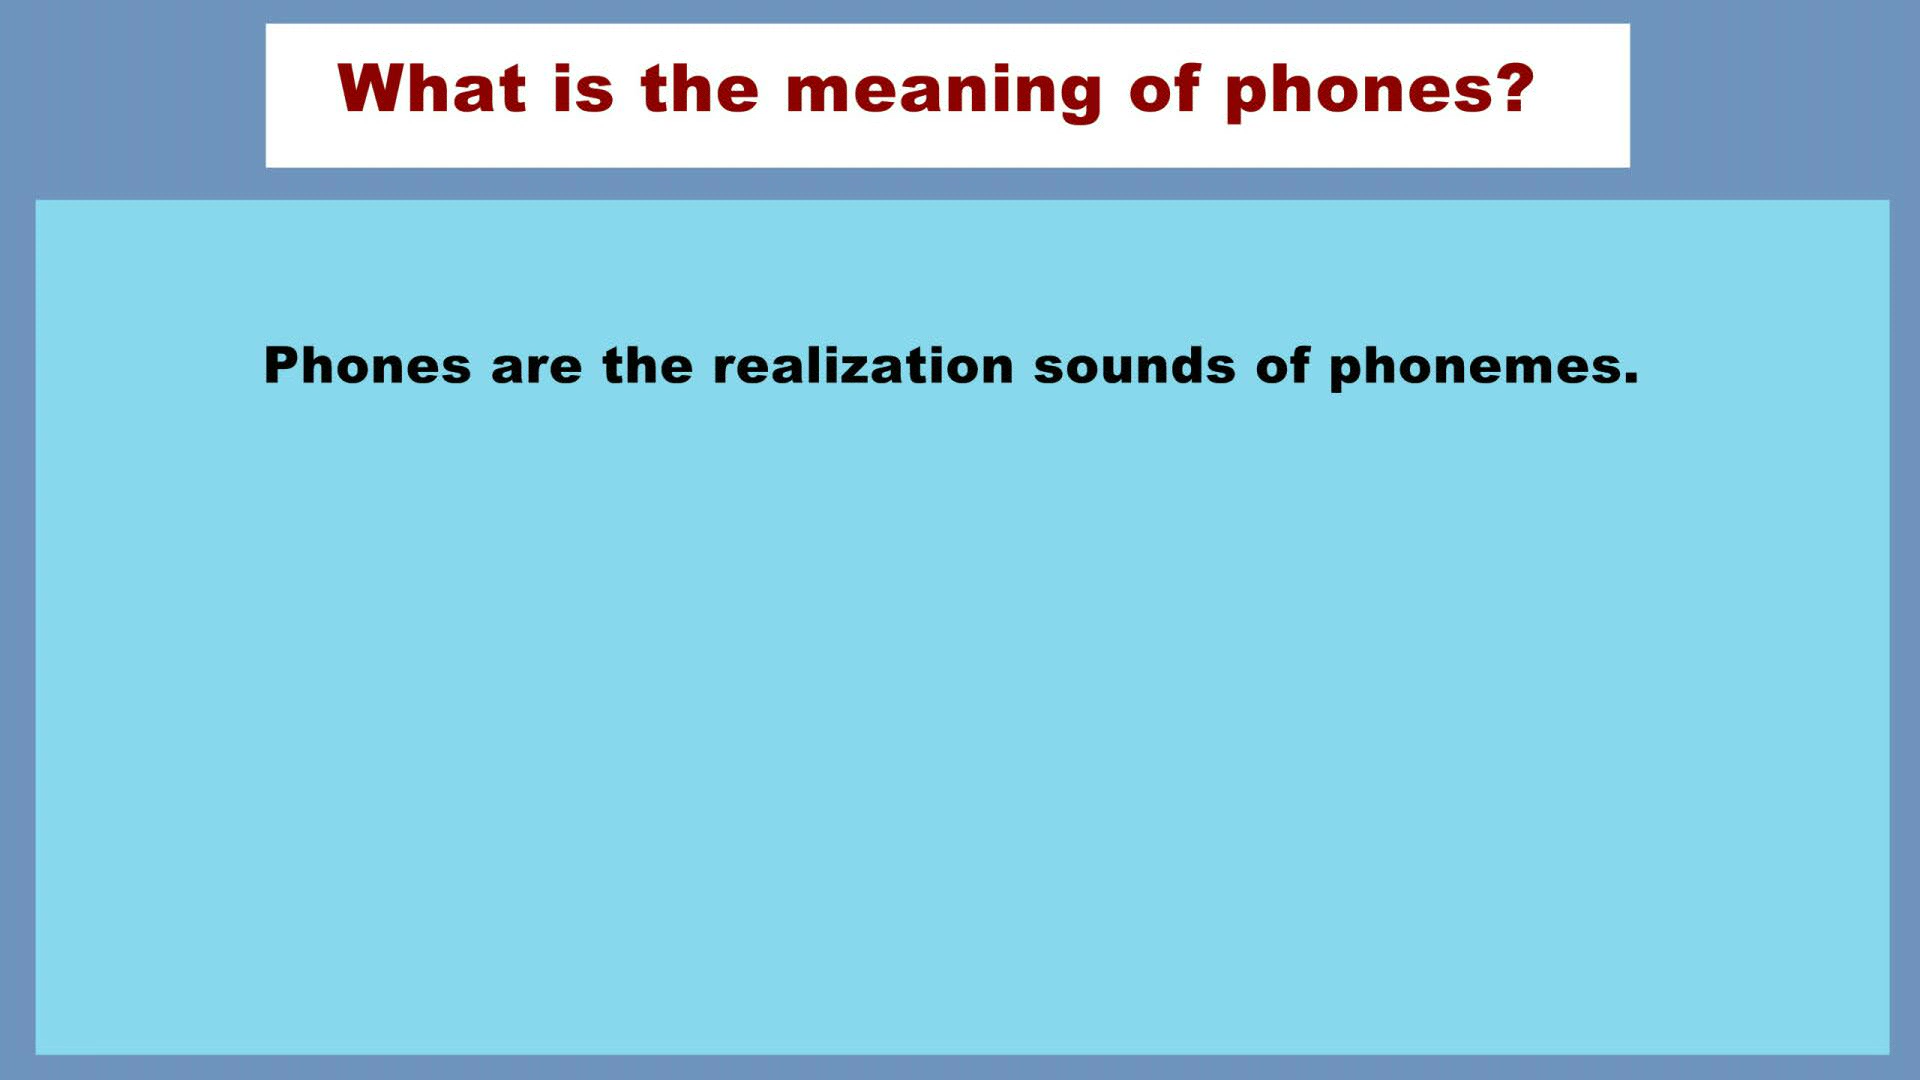 What is the meaning of phones?
Phones are the realization sounds of phonemes.